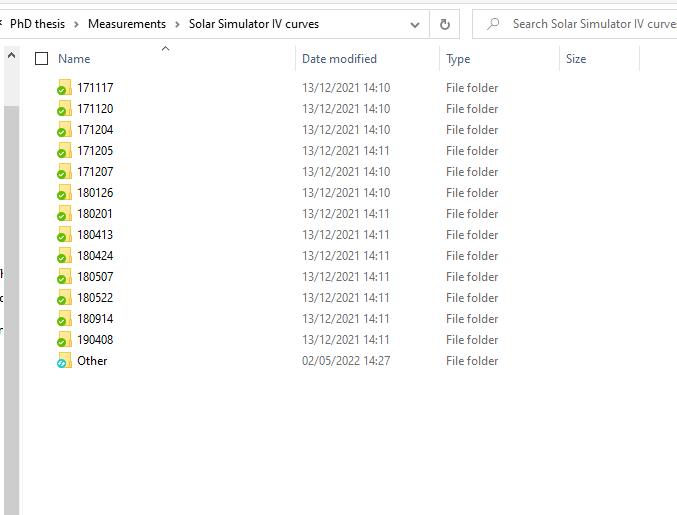 PhD thesis > Measurements > Solar Simulator IV curves Search Solar Simulator IV curve
Name Date modified Type Size
171117 13/12/2021 14:10 File folder
171120 13/12/2021 14:10 File folder
171204 13/12/2021 14:10 File folder
171205 13/12/2021 14:11 File folder
171207 13/12/2021 14:10 File folder
180126 13/12/2021 14:10 File folder
180201 13/12/2021 14:11 File folder
180413 13/12/2021 14:11 File folder
180424 13/12/2021 14:11 File folder
180507 13/12/2021 14:11 File folder
180522 13/12/2021 14:11 File folder
180914 13/12/2021 14:11 File folder
190408 13/12/2021 14:11 File folder
Other 02/05/2022 14:27 File folder